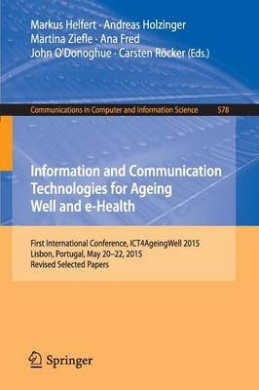 Markus Helfert · Andreas Holzinger
Martina Ziefle · Ana Fred
John O'Donoghue · Carsten Röcker (Eds.)
Communications in Computer and Information Science 578
Information and Communication
Technologies for Ageing
Well and e-Health
First International Conference, ICT4AgeingWell 2015
Lisbon, Portugal, May 20–22, 2015
Revised Selected Papers
Springer